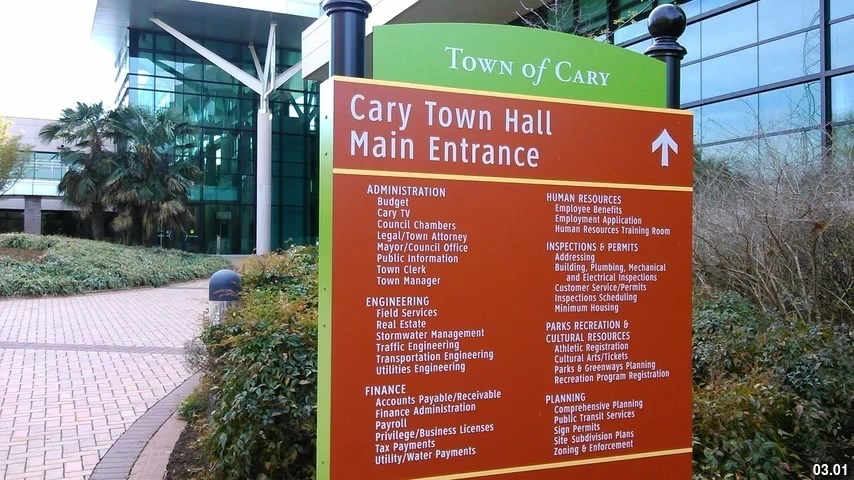 Town of Cary
Cary Town Hall
Main Entrance
ADMINISTRATION
Budget
Cary TV
Council Chambers
Legal/Town Attorney
Mayor/Council Office
Public Information
Town Clerk
Town Manager
ENGINEERING
Field Services
Real Estate
Stormwater Management
Traffic Engineering
Transportation Engineering
Utilities Engineering
FINANCE
Accounts Payable/Receivable
Finance Administration
Payroll
Privilege/Business Licenses
Tax Payments
Utility/Water Payments
HUMAN RESOURCES
Employee Benefits
Employment Application
Human Resources Training Room
INSPECTIONS & PERMITS
Addressing
Building, Plumbing, Mechanical
and Electrical Inspections
Customer Service/Permits
Inspections Scheduling
Minimum Housing
PARKS RECREATION &
CULTURAL RESOURCES
Athletic Registration
Cultural Arts/Tickets
Parks & Greenways Planning
Recreation Program Registration
PLANNING
Comprehensive Planning
Public Transit Services
Sign Permits
Site Subdivision Plans
Zoning & Enforcement
03.01